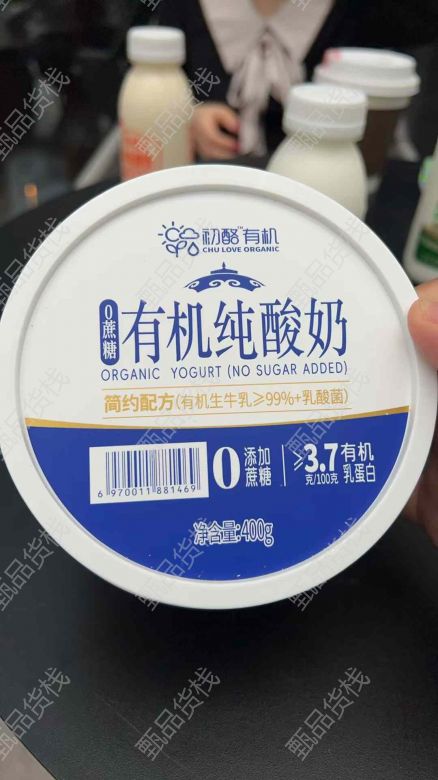 初酪™有机
CHU LOVE ORGANIC
0蔗糖
有机纯酸奶
ORGANIC YOGURT (NO SUGAR ADDED)
简约配方(有机生牛乳≥99%+乳酸菌)
6 970011 881469
0 添加蔗糖
≥3.7克/100克 有机乳蛋白
净含量:400g
甄品货栈